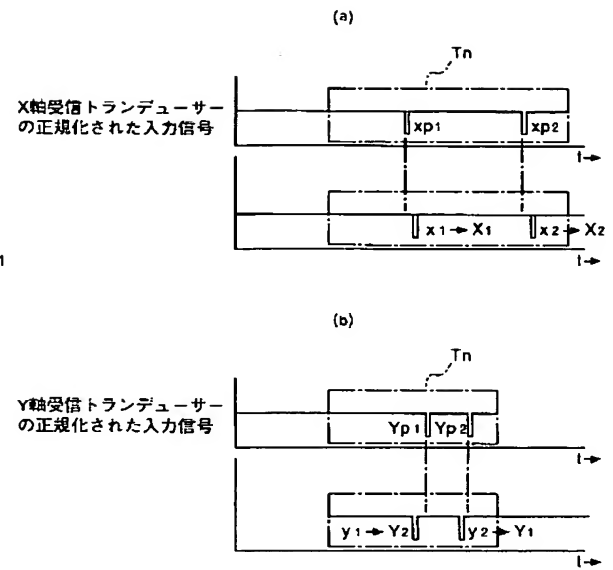 (a)
Tn
X軸受信トランデューサー
の正規化された入力信号
xp1
xp2
t→
x1→X1
x2→X2
t→
1
(b)
Tn
Y軸受信トランデューサー
の正規化された入力信号
Yp1
Yp2
t→
y1→Y2
y2→Y1
t→